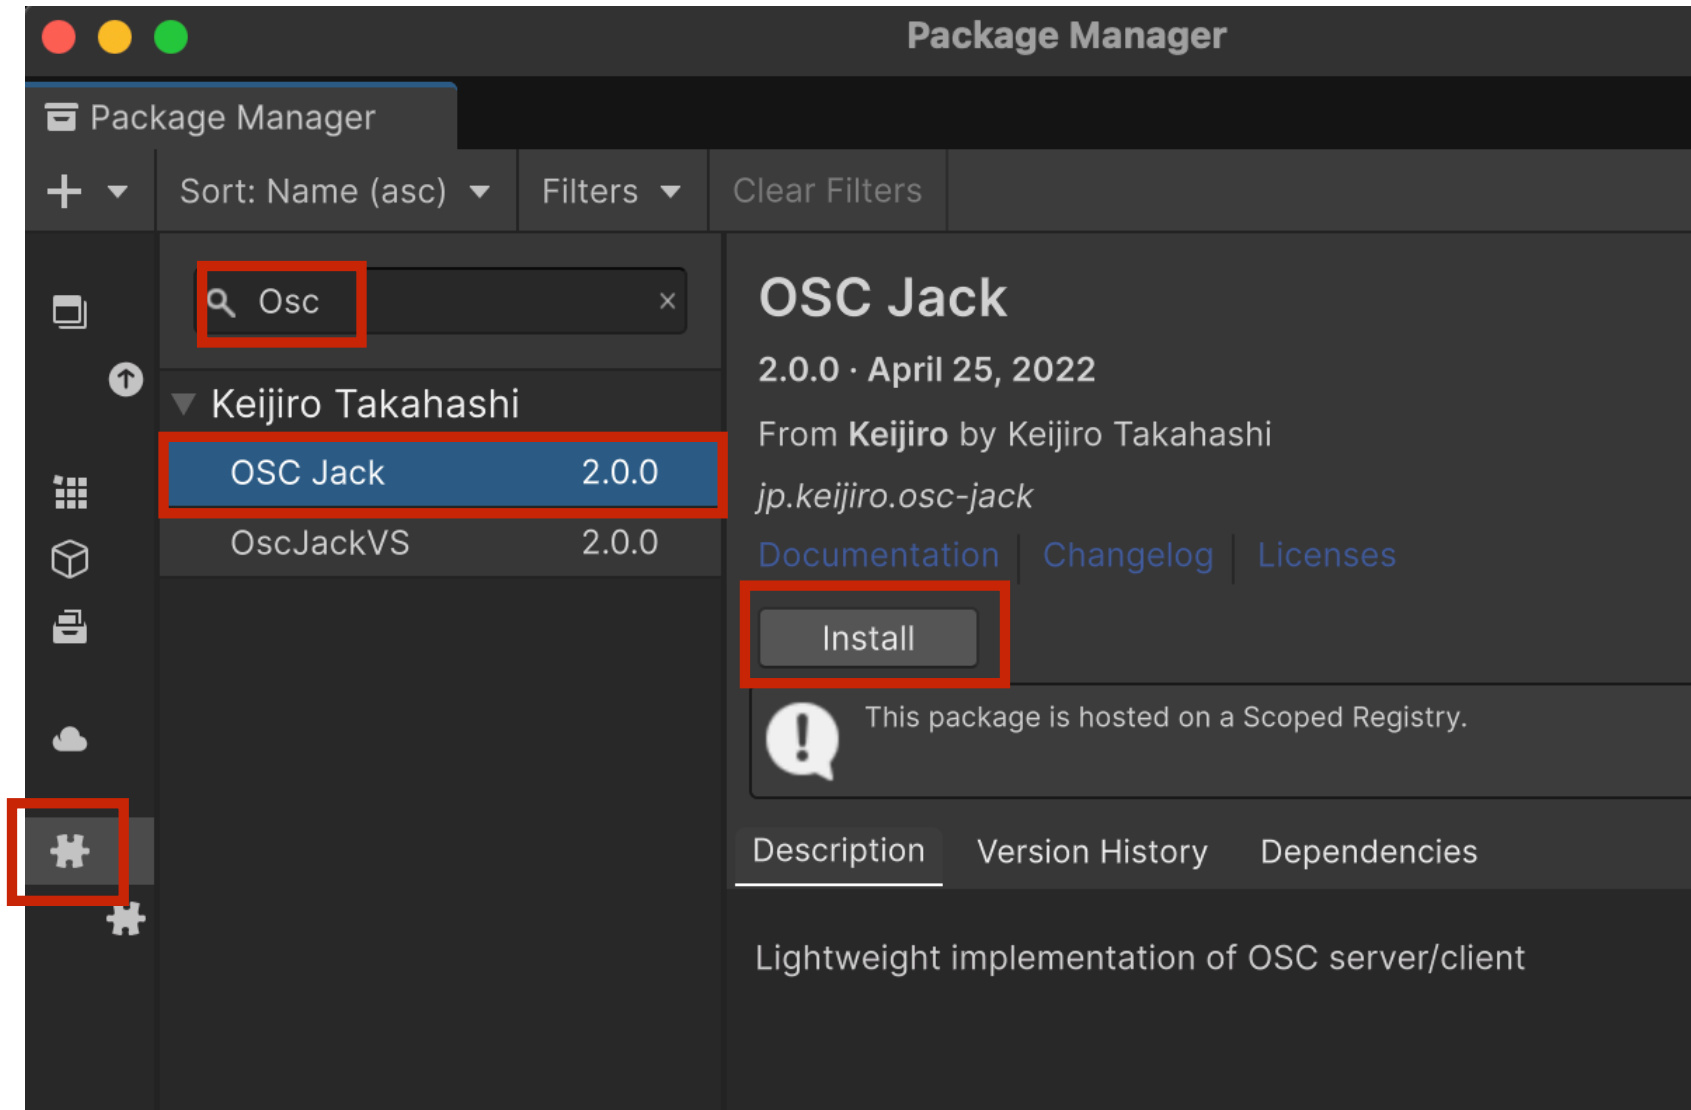 Package Manager
Package Manager
Sort: Name (asc) Filters Clear Filters
Osc
Keijiro Takahashi
OSC Jack 2.0.0
OscJackVS 2.0.0
OSC Jack
2.0.0 · April 25, 2022
From Keijiro by Keijiro Takahashi
jp.keijiro.osc-jack
Documentation Changelog Licenses
Install
This package is hosted on a Scoped Registry.
Description Version History Dependencies
Lightweight implementation of OSC server/client